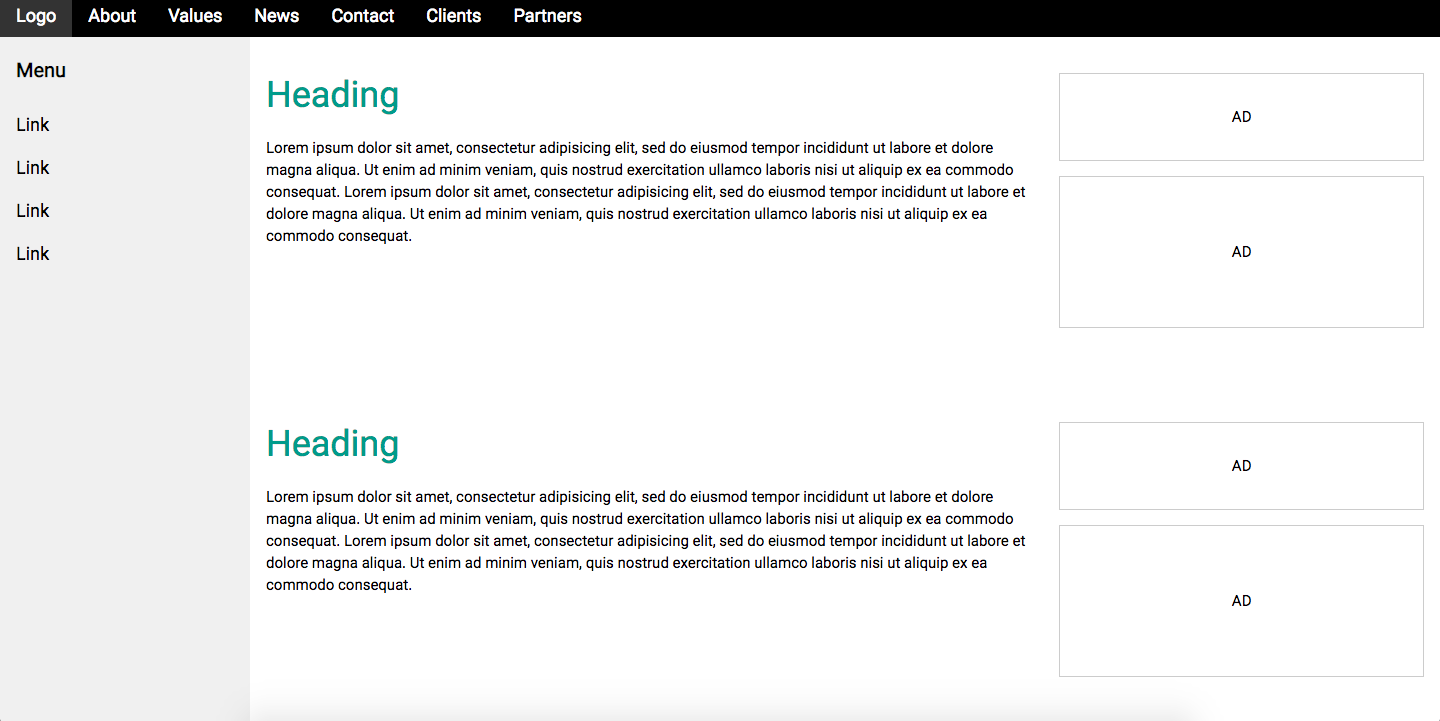 Logo About Values News Contact Clients Partners
Menu
Link
Link
Link
Link
Heading
Lorem ipsum dolor sit amet, consectetur adipisicing elit, sed do eiusmod tempor incididunt ut labore et dolore
magna aliqua. Ut enim ad minim veniam, quis nostrud exercitation ullamco laboris nisi ut aliquip ex ea commodo
consequat. Lorem ipsum dolor sit amet, consectetur adipisicing elit, sed do eiusmod tempor incididunt ut labore et
dolore magna aliqua. Ut enim ad minim veniam, quis nostrud exercitation ullamco laboris nisi ut aliquip ex ea
commodo consequat.
AD
AD
Heading
Lorem ipsum dolor sit amet, consectetur adipisicing elit, sed do eiusmod tempor incididunt ut labore et dolore
magna aliqua. Ut enim ad minim veniam, quis nostrud exercitation ullamco laboris nisi ut aliquip ex ea commodo
consequat. Lorem ipsum dolor sit amet, consectetur adipisicing elit, sed do eiusmod tempor incididunt ut labore et
dolore magna aliqua. Ut enim ad minim veniam, quis nostrud exercitation ullamco laboris nisi ut aliquip ex ea
commodo consequat.
AD
AD